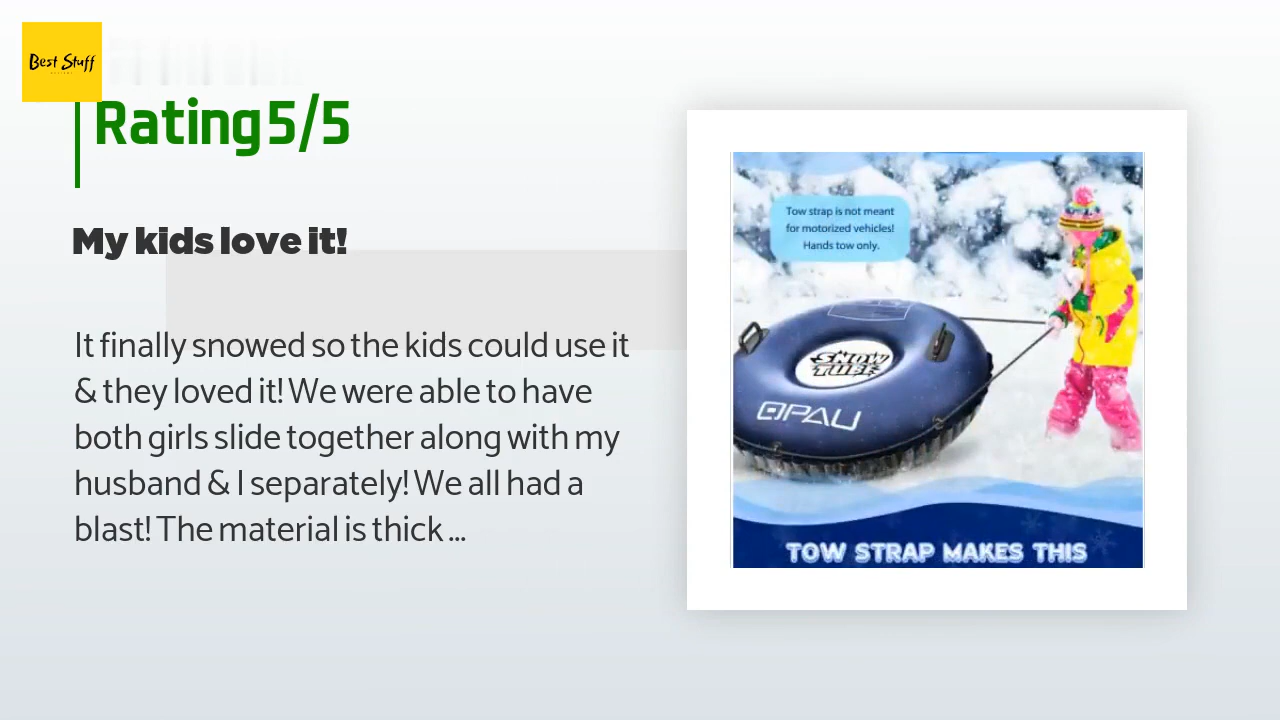 Best Stuff
Rating 5/5
My kids love it!
It finally snowed so the kids could use it
& they loved it! We were able to have
both girls slide together along with my
husband & I separately! We all had a
blast! The material is thick ...
Tow strap is not meant
for motorized vehicles!
Hands tow only.
SNOW
TUBE
OPAU
TOW STRAP MAKES THIS